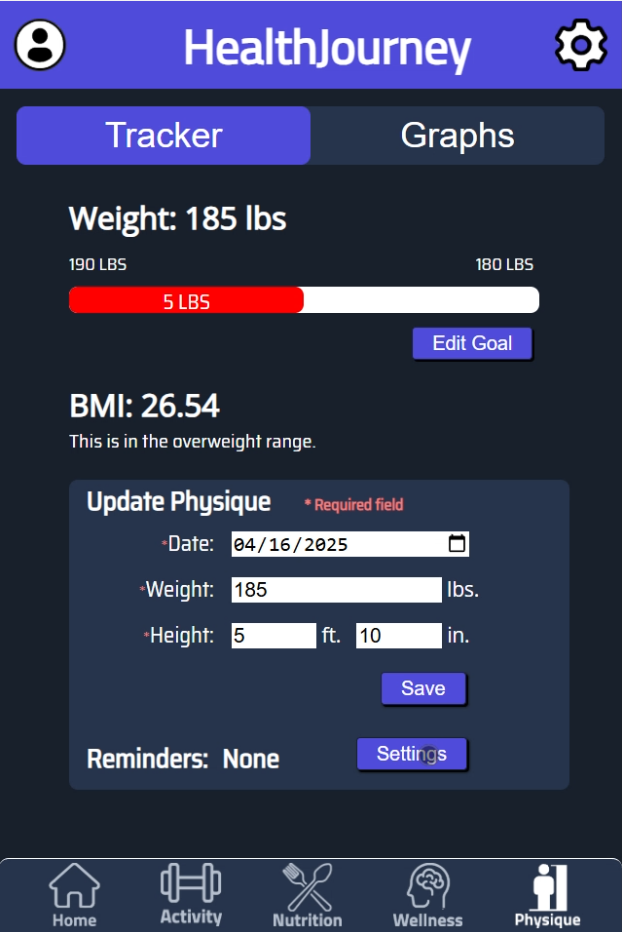 HealthJourney
Tracker Graphs
Weight: 185 lbs
190 LBS 180 LBS
5 LBS
Edit Goal
BMI: 26.54
This is in the overweight range.
Update Physique * Required field
*Date: 04/16/2025
*Weight: 185 lbs.
*Height: 5 ft. 10 in.
Save
Reminders: None Settings
Home Activity Nutrition Wellness Physique